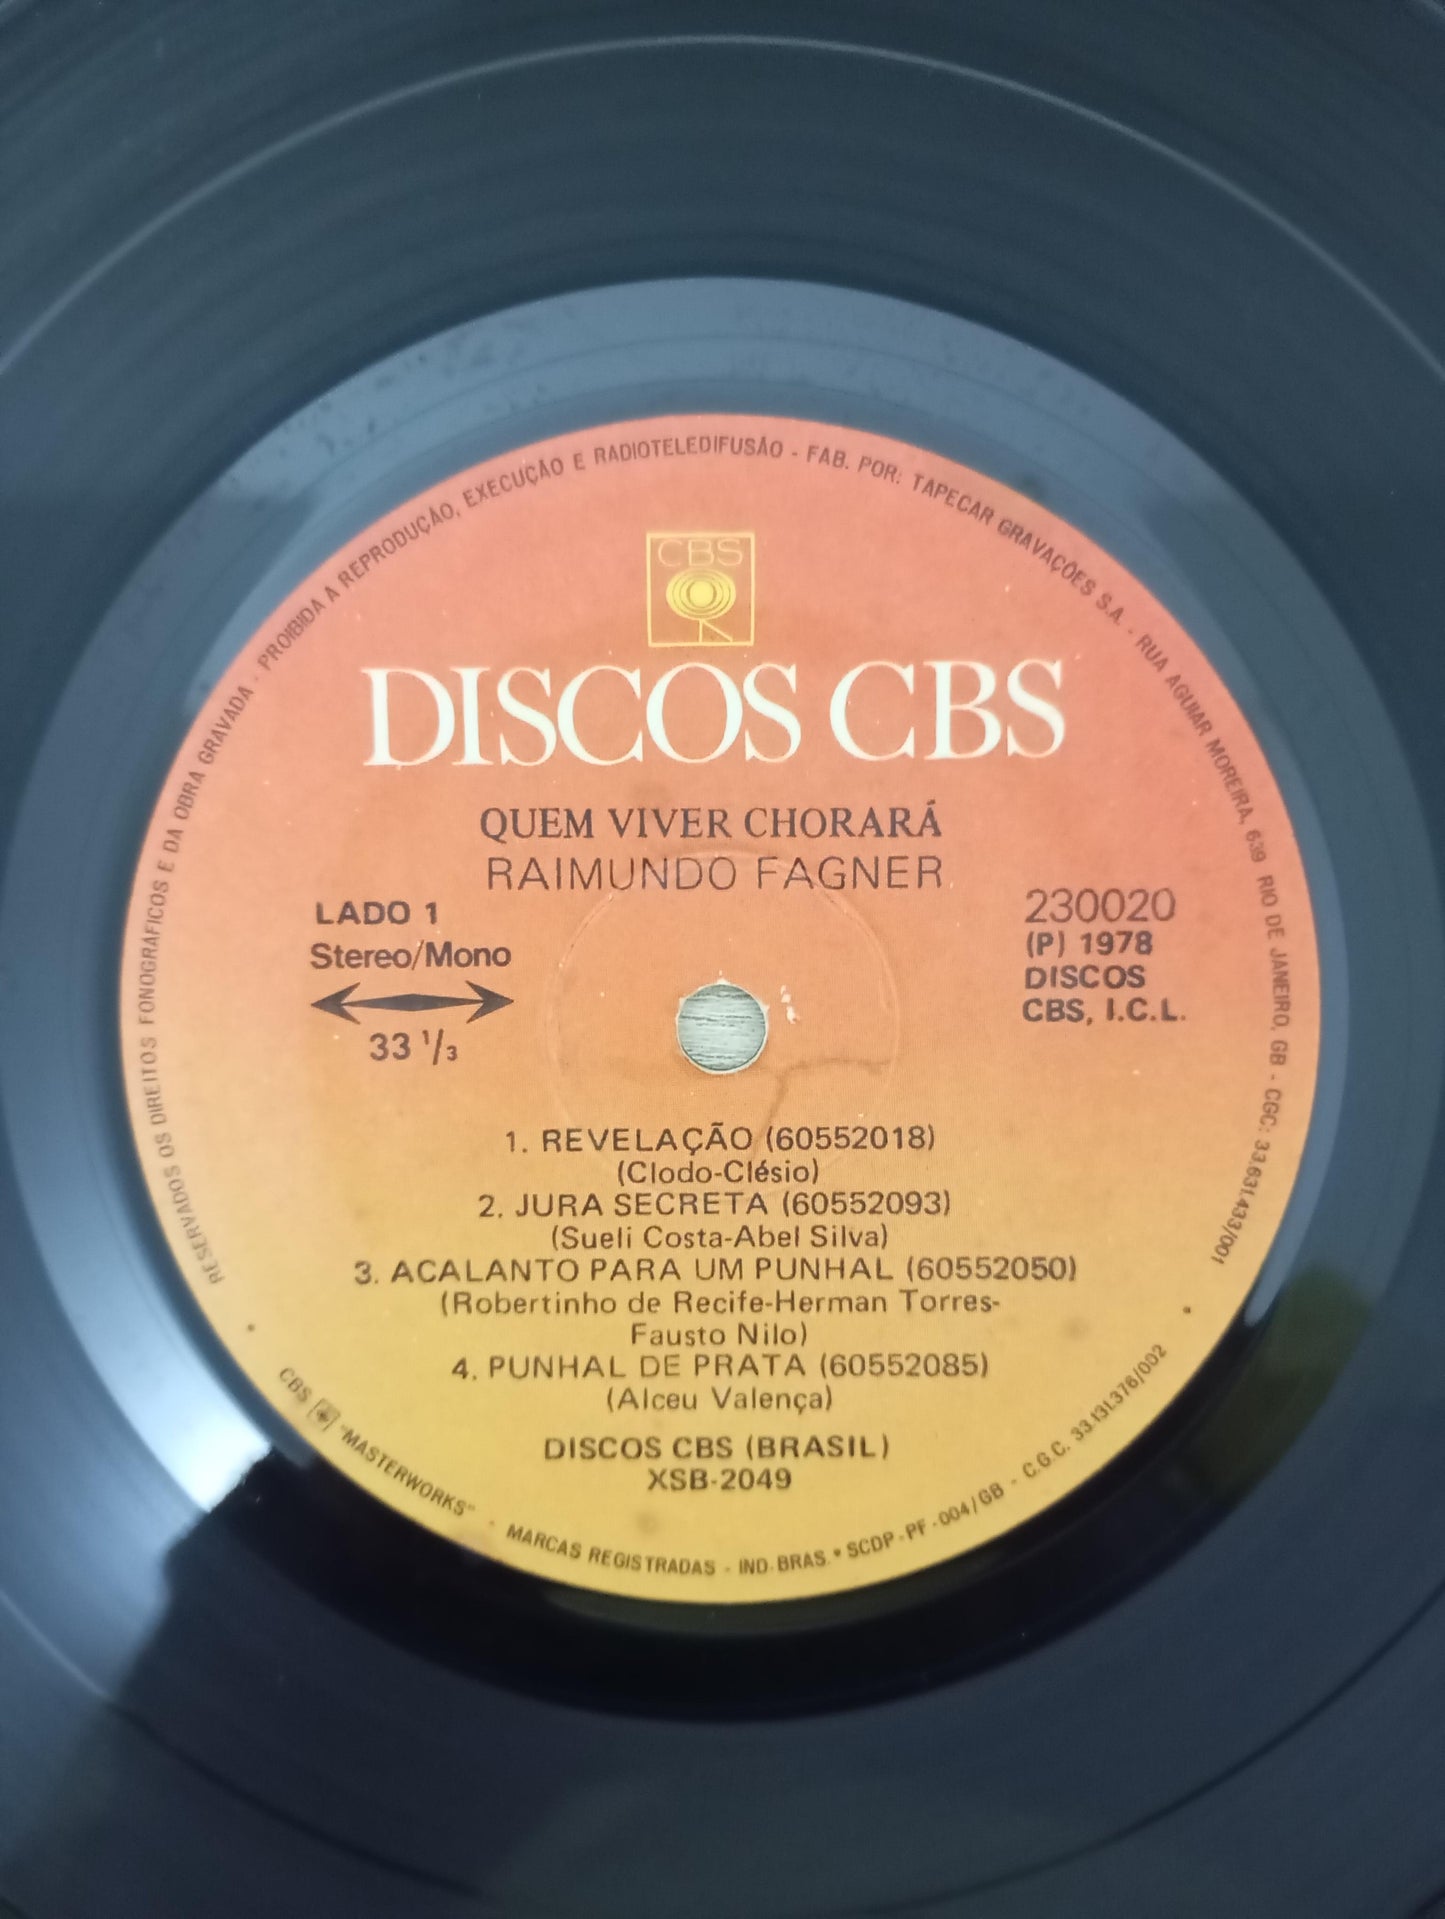 RESERVADOS OS DIREITOS FONOGRÁFICOS E DA OBRA GRAVADA - PROIBIDA A REPRODUÇÃO, EXECUÇÃO E RADIOTELEDIFUSÃO - FAB. POR: TAPECAR GRAVAÇÕES S.A. - RUA AGUIAR MOREIRA, 639 RIO DE JANEIRO, GB - CGC: 33.631.433/001
CBS
DISCOS CBS
QUEM VIVER CHORARÁ
RAIMUNDO FAGNER
LADO 1
Stereo/Mono
33 1/3
230020
(P) 1978
DISCOS
CBS, I.C.L.
1. REVELAÇÃO (60552018)
(Clodo-Clésio)
2. JURA SECRETA (60552093)
(Sueli Costa-Abel Silva)
3. ACALANTO PARA UM PUNHAL (60552050)
(Robertinho de Recife-Herman Torres-
Fausto Nilo)
4. PUNHAL DE PRATA (60552085)
(Alceu Valença)
DISCOS CBS (BRASIL)
XSB-2049
CBS "MASTERWORKS" - MARCAS REGISTRADAS - IND. BRAS. • SCDP-PF-004/GB - C.G.C. 33.131.376/002